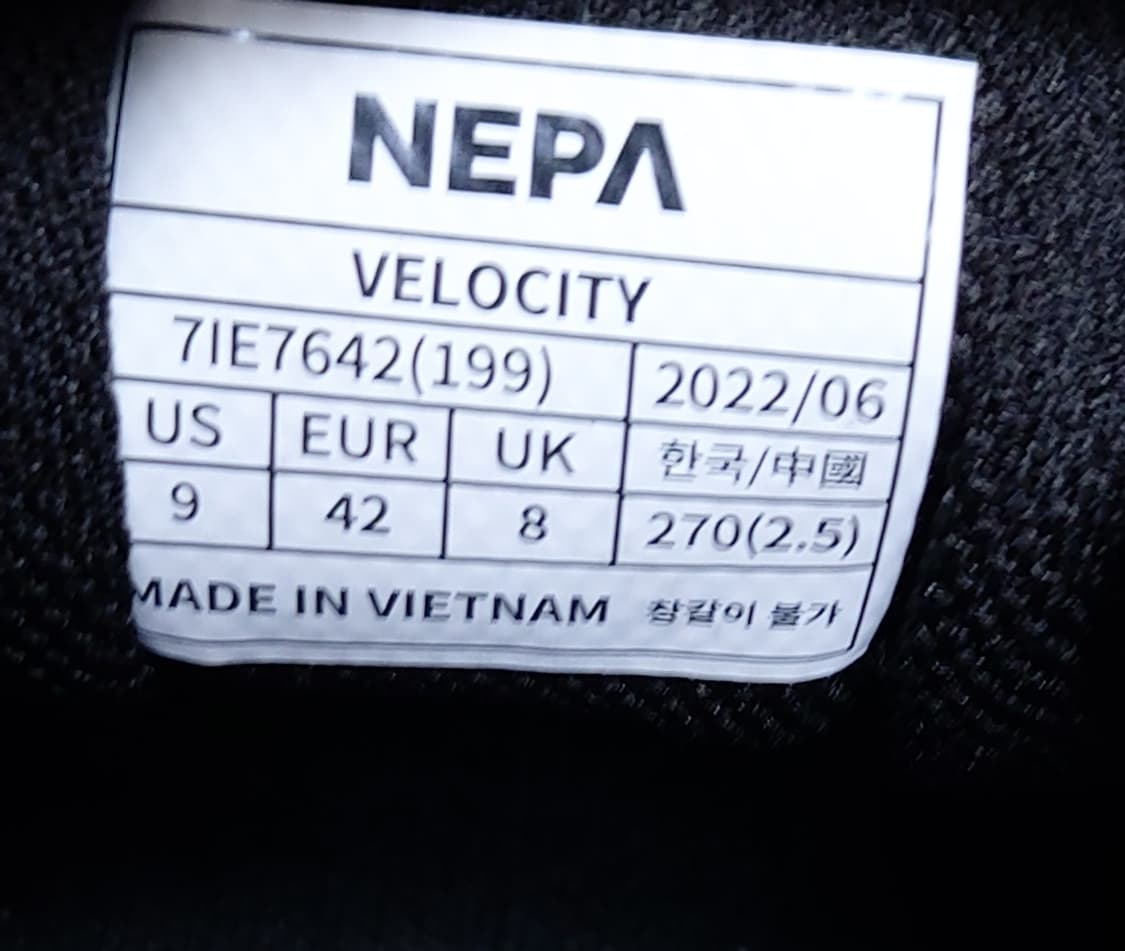 NEPA
VELOCITY
7IE7642(199) 2022/06
US EUR UK 한국/中國
9 42 8 270(2.5)
MADE IN VIETNAM 창갈이 불가